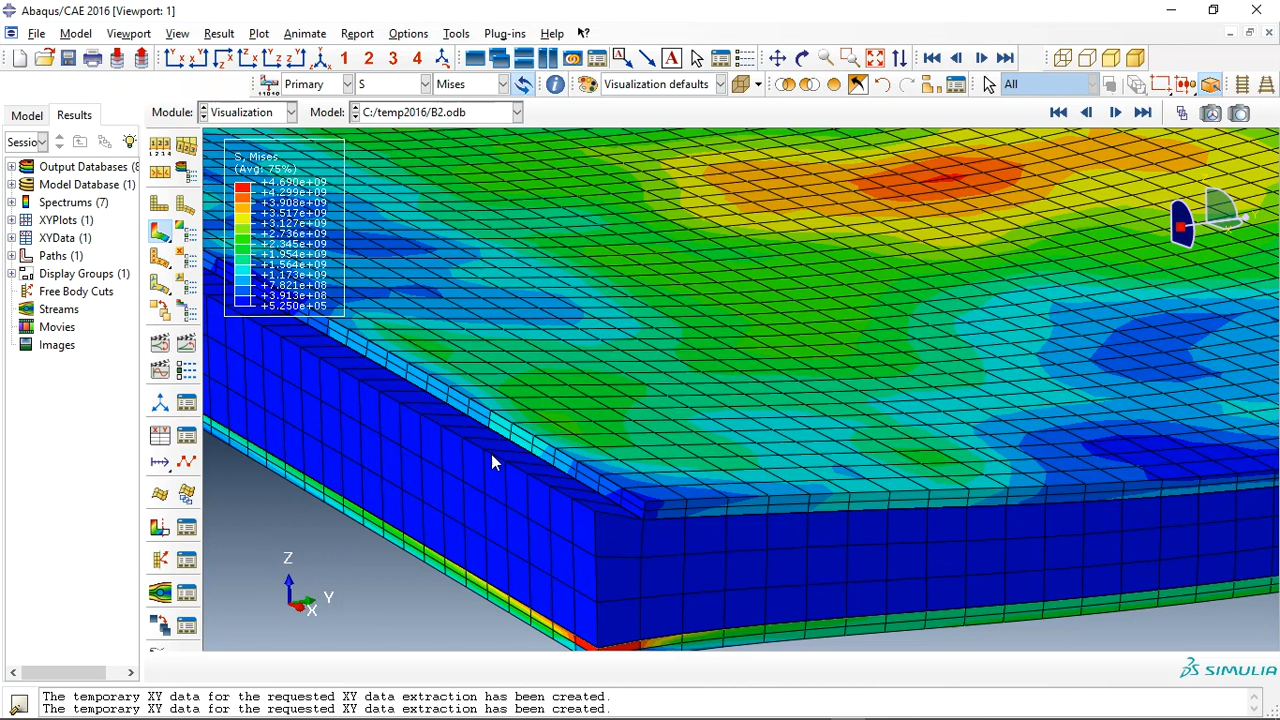 Abaqus/CAE 2016 [Viewport: 1]
File Model Viewport View Result Plot Animate Report Options Tools Plug-ins Help
1 2 3 4
Primary S Mises Visualization defaults All
Model Results Module: Visualization Model: C:/temp2016/B2.odb
Sessio
Output Databases (6
Model Database (1)
Spectrums (7)
XYPlots (1)
XYData (1)
Paths (1)
Display Groups (1)
Free Body Cuts
Streams
Movies
Images
S, Mises
(Avg: 75%)
+4.690e+09
+4.299e+09
+3.908e+09
+3.517e+09
+3.127e+09
+2.736e+09
+2.345e+09
+1.954e+09
+1.564e+09
+1.173e+09
+7.821e+08
+3.913e+08
+5.250e+05
Z
Y
X
SIMULIA
The temporary XY data for the requested XY data extraction has been created.
The temporary XY data for the requested XY data extraction has been created.